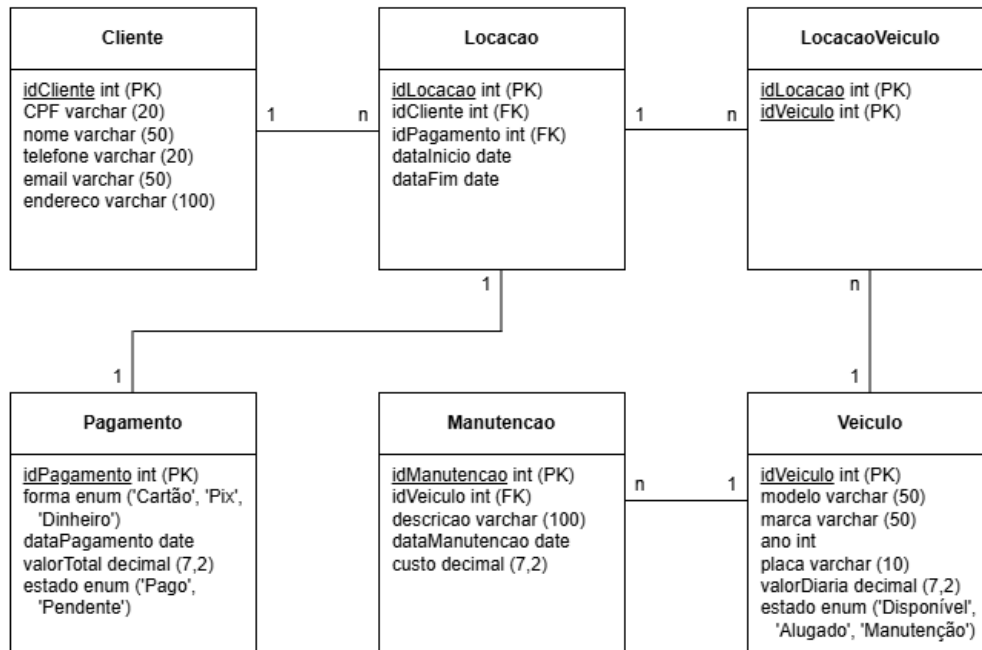 Cliente
idCliente int (PK)
CPF varchar (20)
nome varchar (50)
telefone varchar (20)
email varchar (50)
endereco varchar (100)
1
n
Locacao
idLocacao int (PK)
idCliente int (FK)
idPagamento int (FK)
dataInicio date
dataFim date
1
n
LocacaoVeiculo
idLocacao int (PK)
idVeiculo int (PK)
1
1
n
1
Pagamento
idPagamento int (PK)
forma enum ('Cartão', 'Pix',
'Dinheiro')
dataPagamento date
valorTotal decimal (7,2)
estado enum ('Pago',
'Pendente')
Manutencao
idManutencao int (PK)
idVeiculo int (FK)
descricao varchar (100)
dataManutencao date
custo decimal (7,2)
n
1
Veiculo
idVeiculo int (PK)
modelo varchar (50)
marca varchar (50)
ano int
placa varchar (10)
valorDiaria decimal (7,2)
estado enum ('Disponível',
'Alugado', 'Manutenção')